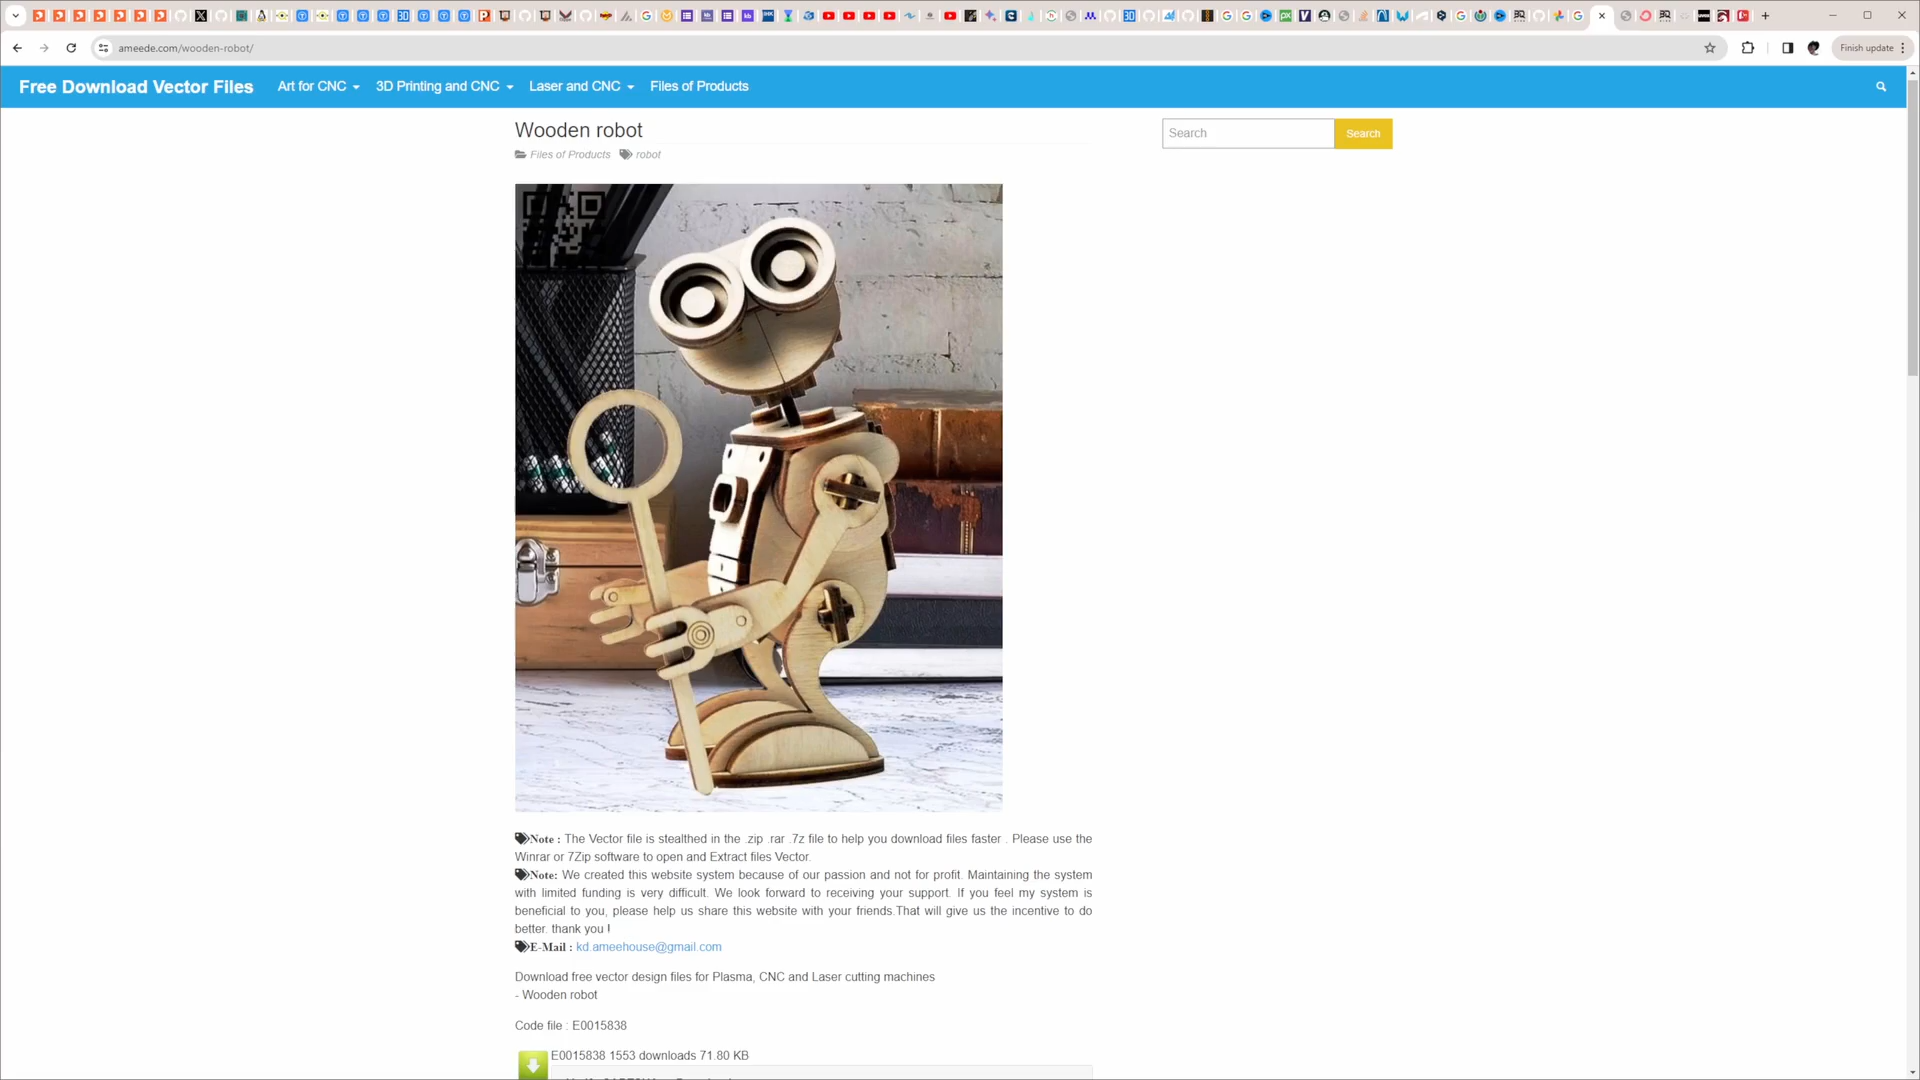 ameede.com/wooden-robot/
Finish update
Free Download Vector Files
Art for CNC
3D Printing and CNC
Laser and CNC
Files of Products
Wooden robot
Search
Search
Files of Products
robot
Note : The Vector file is stealthed in the .zip .rar .7z file to help you download files faster . Please use the
Winrar or 7Zip software to open and Extract files Vector.
Note: We created this website system because of our passion and not for profit. Maintaining the system
with limited funding is very difficult. We look forward to receiving your support. If you feel my system is
beneficial to you, please help us share this website with your friends.That will give us the incentive to do
better. thank you !
E-Mail : kd.ameehouse@gmail.com
Download free vector design files for Plasma, CNC and Laser cutting machines
- Wooden robot
Code file : E0015838
E0015838 1553 downloads 71.80 KB